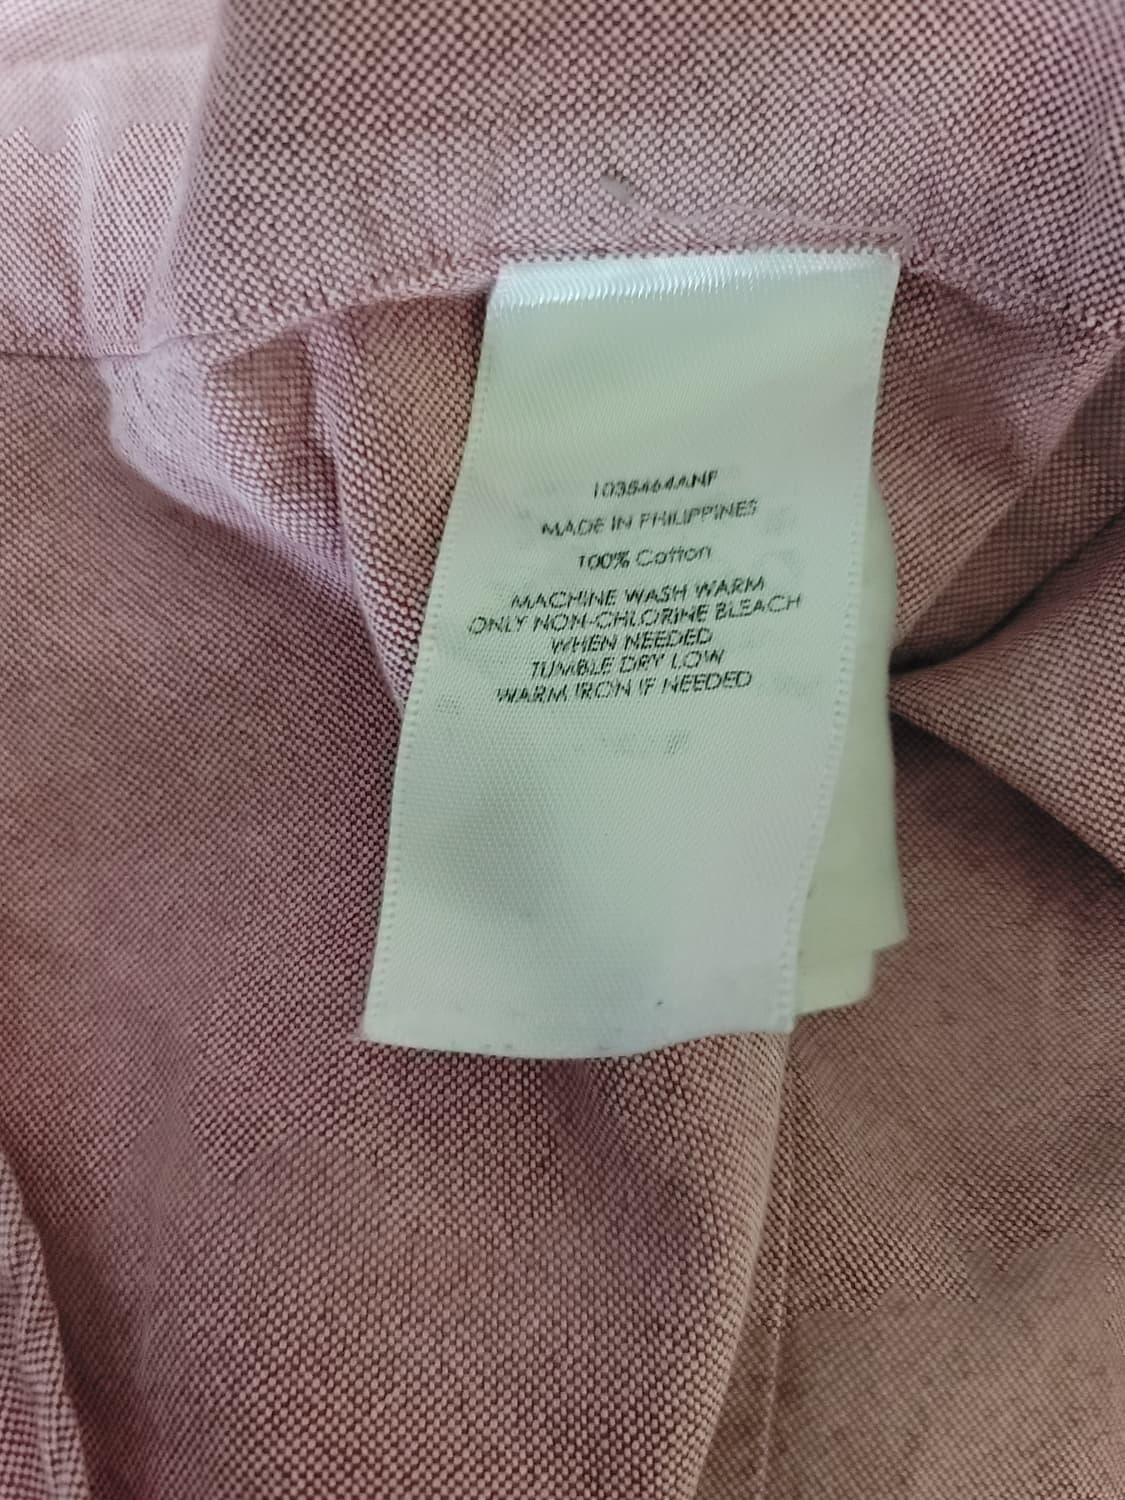 1035464ANF
MADE IN PHILIPPINES
100% Cotton
MACHINE WASH WARM
ONLY NON-CHLORINE BLEACH
WHEN NEEDED
TUMBLE DRY LOW
WARM IRON IF NEEDED